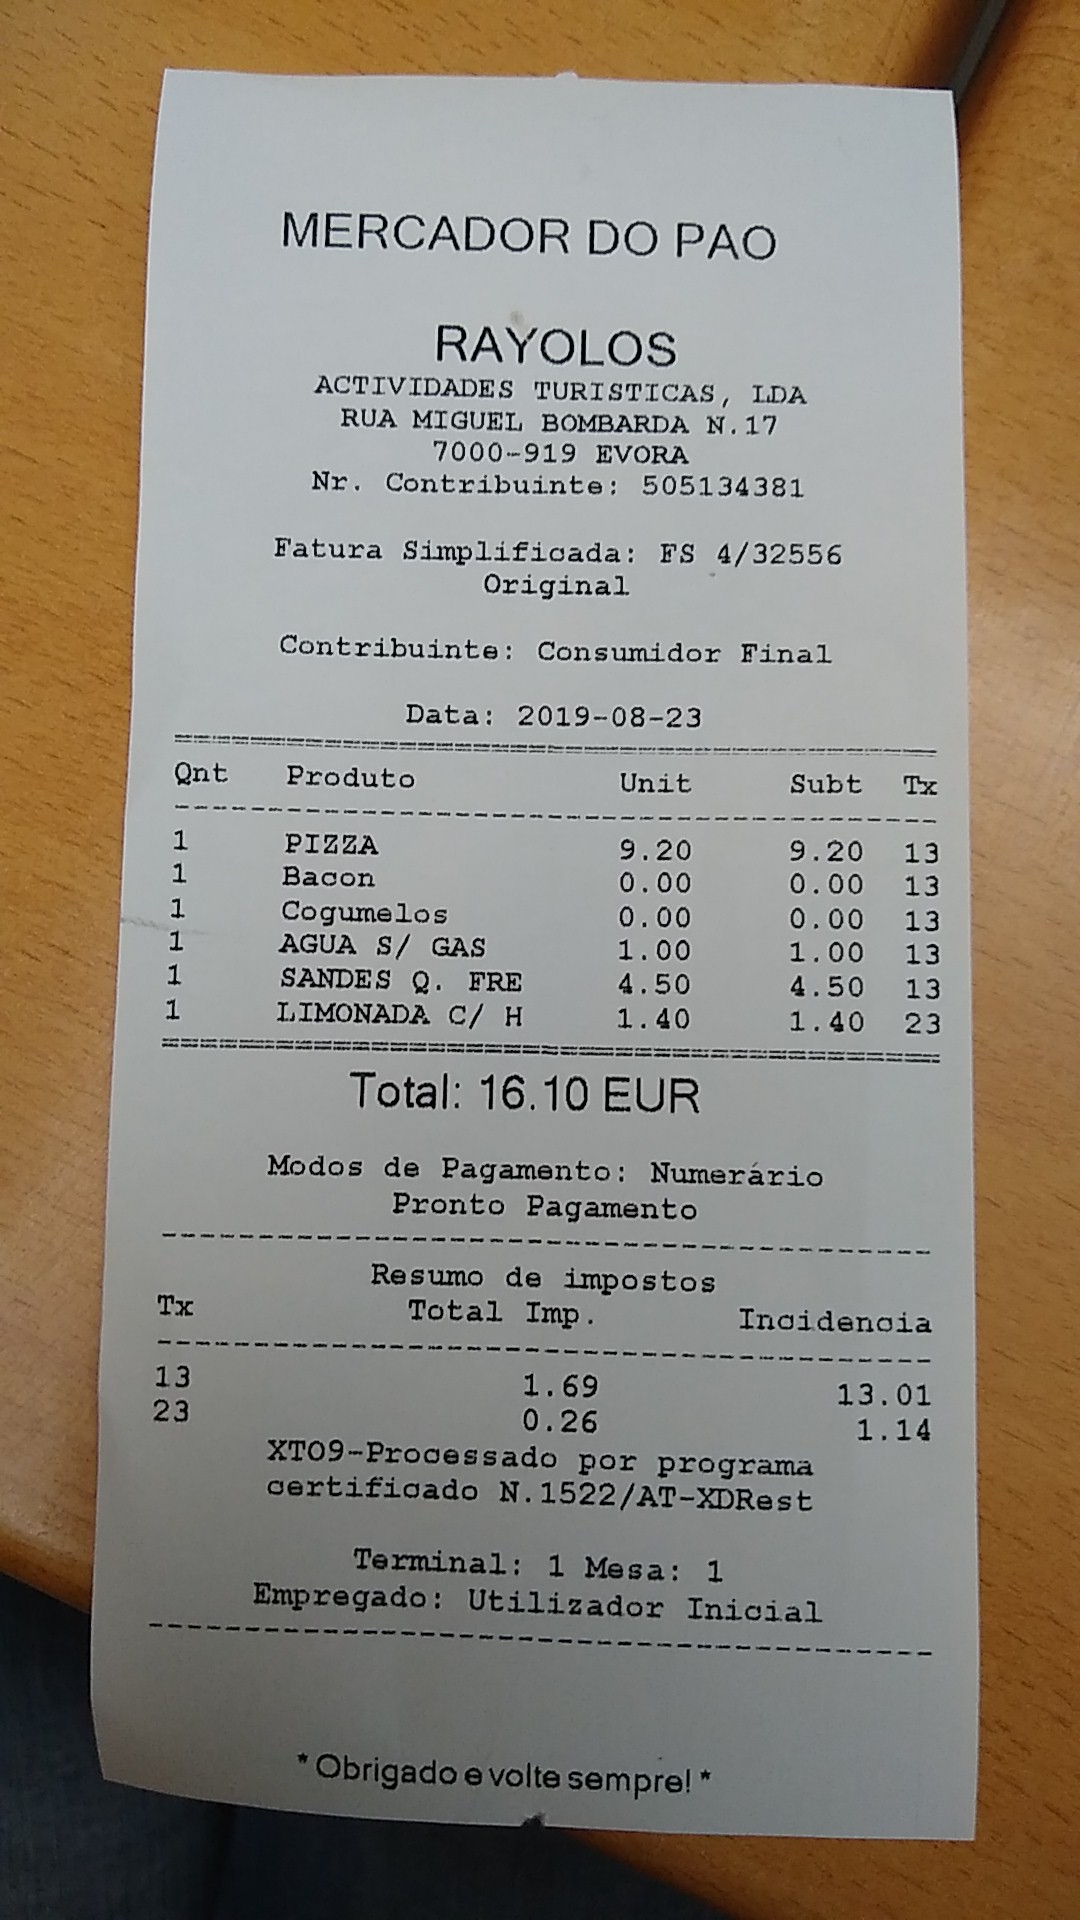 MERCADOR DO PAO
RAYOLOS
ACTIVIDADES TURISTICAS, LDA
RUA MIGUEL BOMBARDA N.17
7000-919 EVORA
Nr. Contribuinte: 505134381
Fatura Simplificada: FS 4/32556
Original
Contribuinte: Consumidor Final
Data: 2019-08-23
Qnt Produto Unit Subt Tx
1 PIZZA 9.20 9.20 13
1 Bacon 0.00 0.00 13
1 Cogumelos 0.00 0.00 13
1 AGUA S/ GAS 1.00 1.00 13
1 SANDES Q. FRE 4.50 4.50 13
1 LIMONADA C/ H 1.40 1.40 23
Total: 16.10 EUR
Modos de Pagamento: Numerário
Pronto Pagamento
Resumo de impostos
Tx Total Imp. Incidencia
13 1.69 13.01
23 0.26 1.14
XTO9-Processado por programa
certificado N.1522/AT-XDRest
Terminal: 1 Mesa: 1
Empregado: Utilizador Inicial
* Obrigado e volte sempre! *